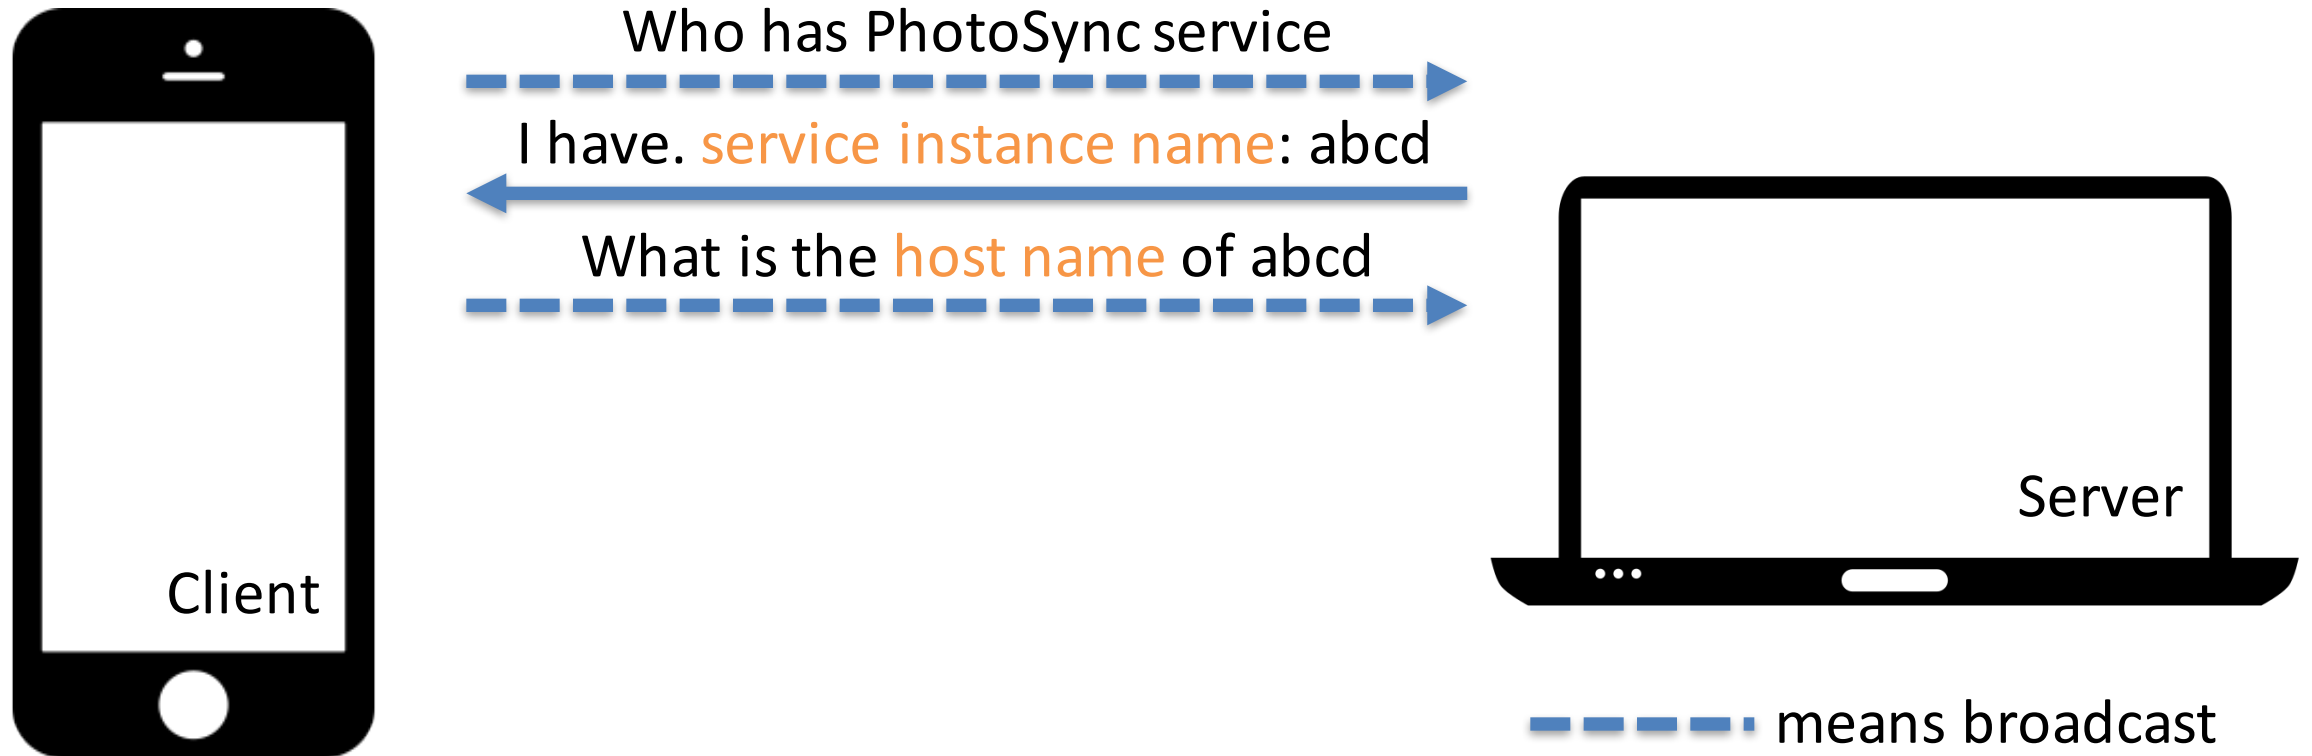 Who has PhotoSync service
I have. service instance name: abcd
What is the host name of abcd
Server
Client
means broadcast